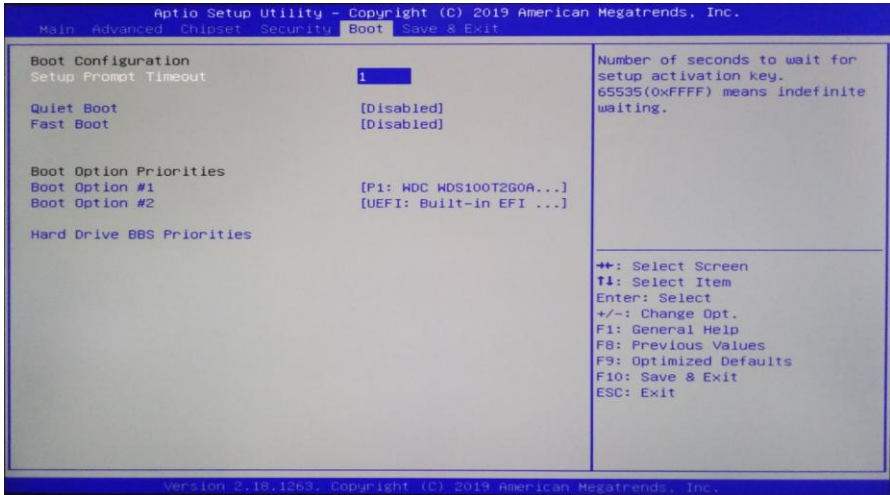 Aptio Setup Utility – Copyright (C) 2019 American Megatrends, Inc.
Main Advanced Chipset Security Boot Save & Exit
Boot Configuration
Setup Prompt Timeout 1
Quiet Boot [Disabled]
Fast Boot [Disabled]
Boot Option Priorities
Boot Option #1 [P1: WDC WDS100T2G0A...]
Boot Option #2 [UEFI: Built-in EFI ...]
Hard Drive BBS Priorities
Number of seconds to wait for
setup activation key.
65535(0xFFFF) means indefinite
waiting.
→←: Select Screen
↑↓: Select Item
Enter: Select
+/-: Change Opt.
F1: General Help
F8: Previous Values
F9: Optimized Defaults
F10: Save & Exit
ESC: Exit
Version 2.18.1263. Copyright (C) 2019 American Megatrends, Inc.